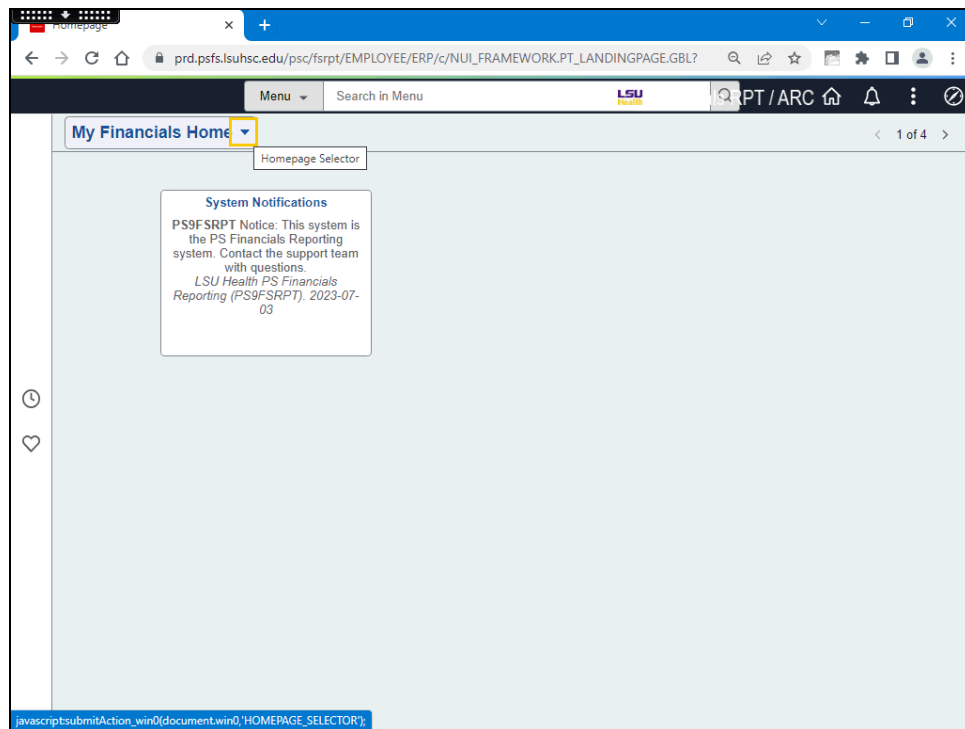 Homepage
prd.psfs.lsuhsc.edu/psc/fsrpt/EMPLOYEE/ERP/c/NUI_FRAMEWORK.PT_LANDINGPAGE.GBL?
Menu
Search in Menu
LSU
Health
RPT / ARC
My Financials Home
1 of 4
Homepage Selector
System Notifications
PS9FSRPT Notice: This system is
the PS Financials Reporting
system. Contact the support team
with questions.
LSU Health PS Financials
Reporting (PS9FSRPT). 2023-07-
03
javascript:submitAction_win0(document.win0,'HOMEPAGE_SELECTOR');